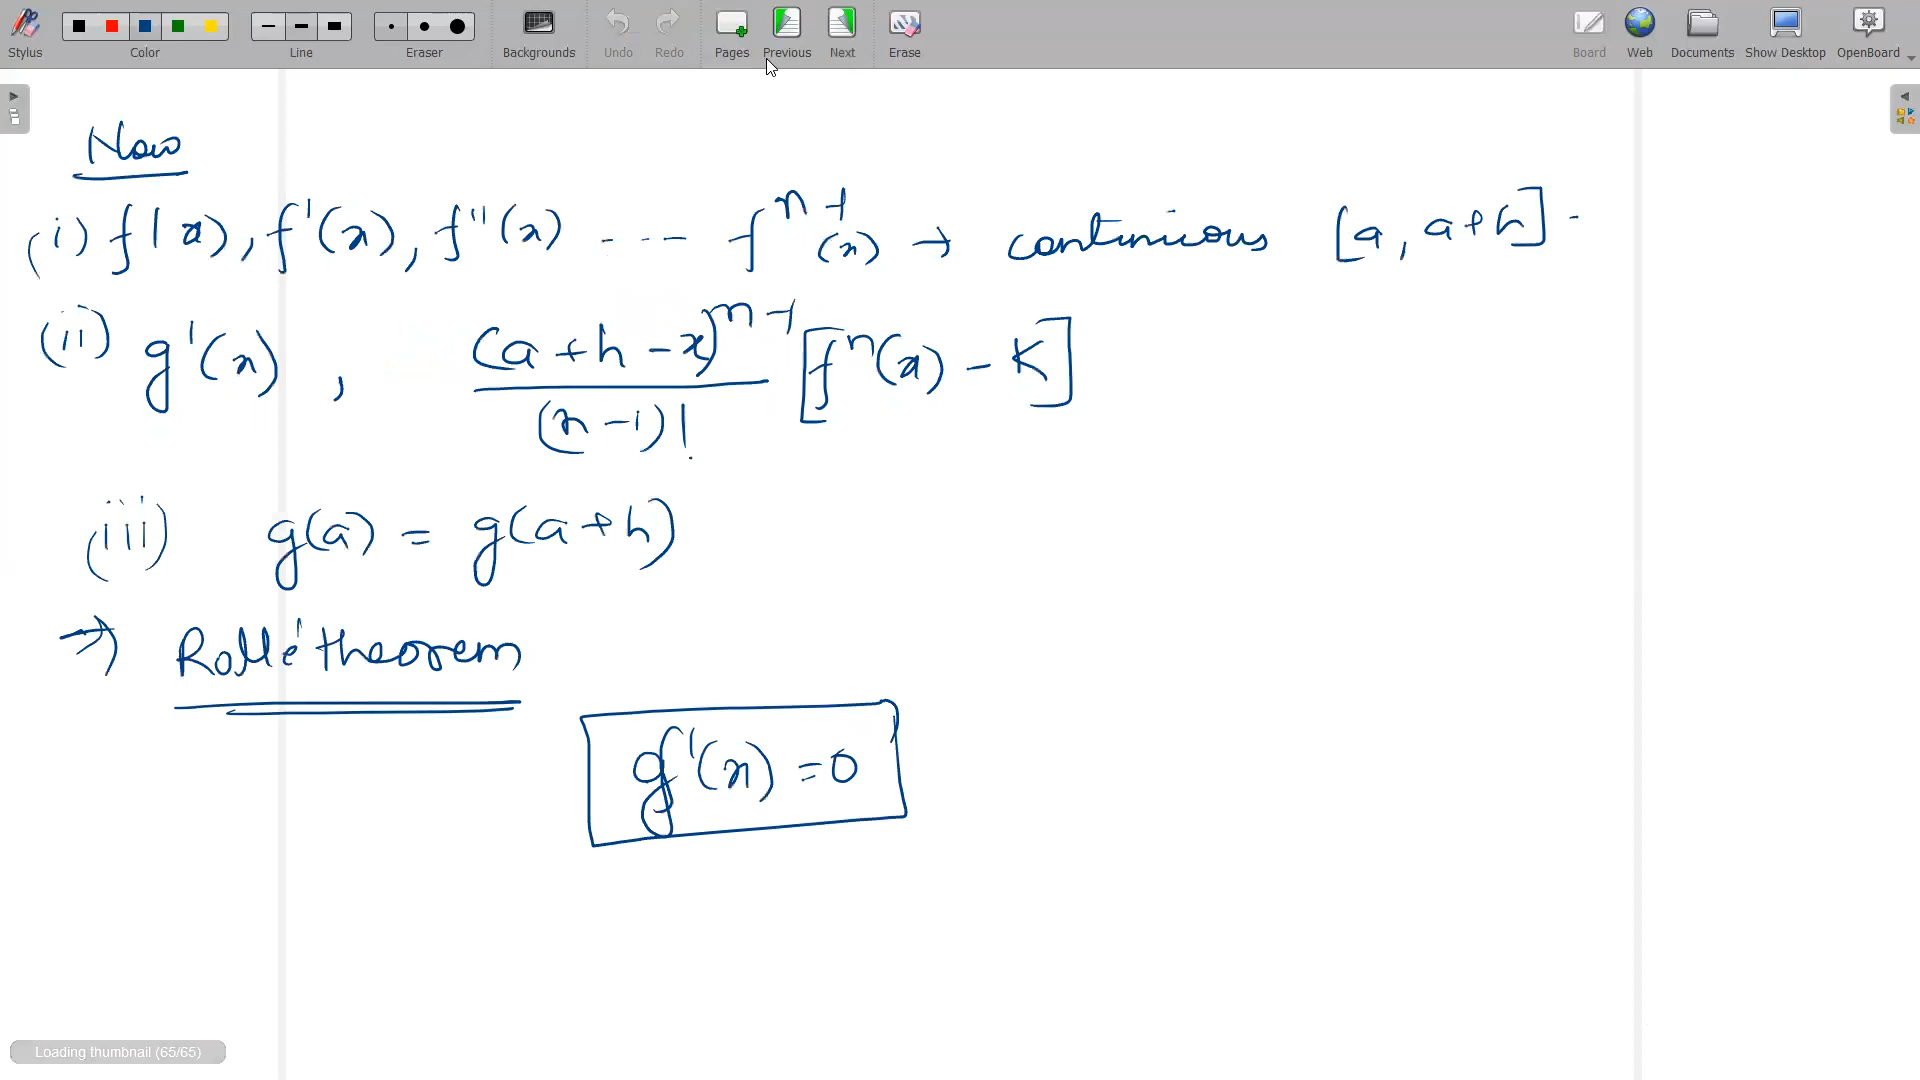 Stylus Color Line Eraser Backgrounds Undo Redo Pages Previous Next Erase Board Web Documents Show Desktop OpenBoard
Now
(i) f(x), f'(x), f''(x) ---- f^{n-1}(x) → continuious [a, a+h].
(ii) g'(x), (a+h-x)^{n-1}/(n-1)! [f^n(x) - K]
(iii) g(a) = g(a+h)
⇒ Rolle' theorem
g'(x) = 0
Loading thumbnail (65/65)